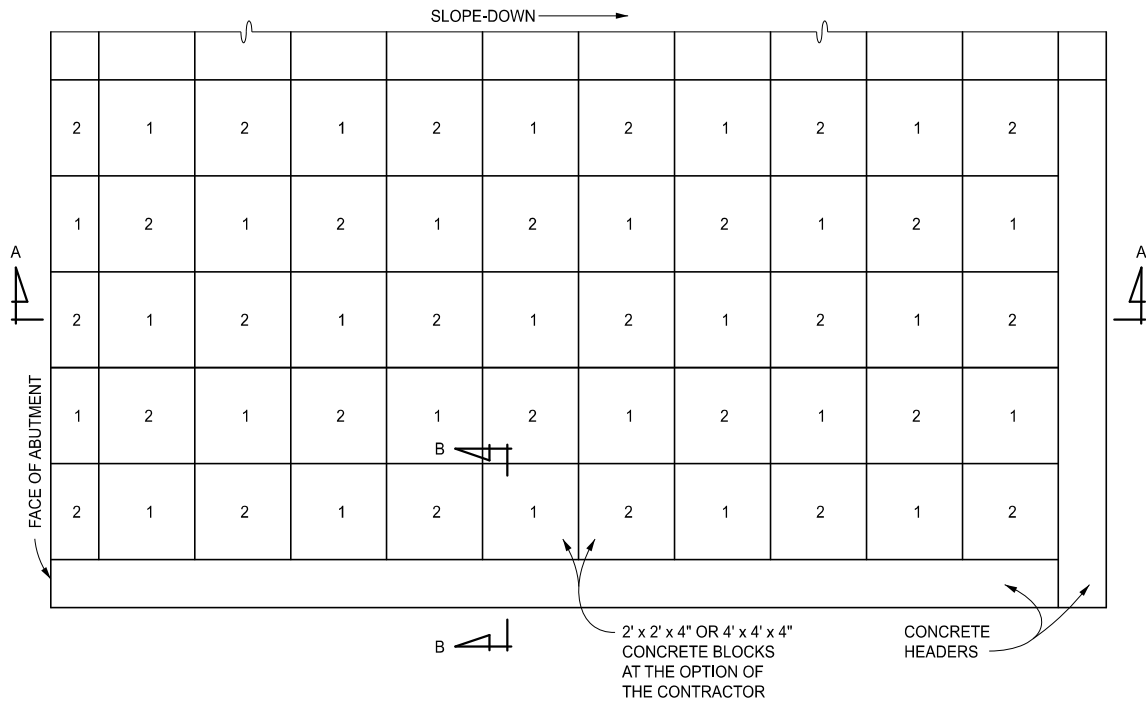 SLOPE-DOWN
2 1 2 1 2 1 2 1 2 1 2
1 2 1 2 1 2 1 2 1 2 1
A A
2 1 2 1 2 1 2 1 2 1 2
FACE OF ABUTMENT
1 2 1 2 1 2 1 2 1 2 1
B
2 1 2 1 2 1 2 1 2 1 2
B
2' x 2' x 4" OR 4' x 4' x 4"
CONCRETE BLOCKS
AT THE OPTION OF
THE CONTRACTOR
CONCRETE
HEADERS